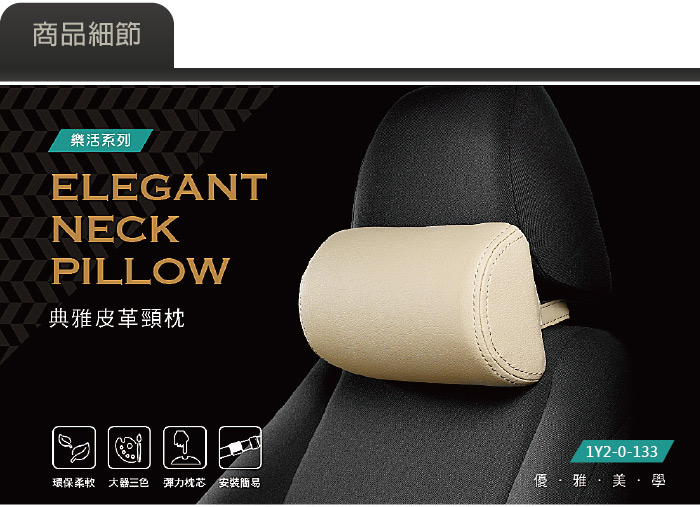 商品細節
樂活系列
ELEGANT
NECK
PILLOW
典雅皮革頸枕
環保柔軟 大器三色 彈力枕芯 安裝簡易
1Y2-0-133
優・雅・美・學